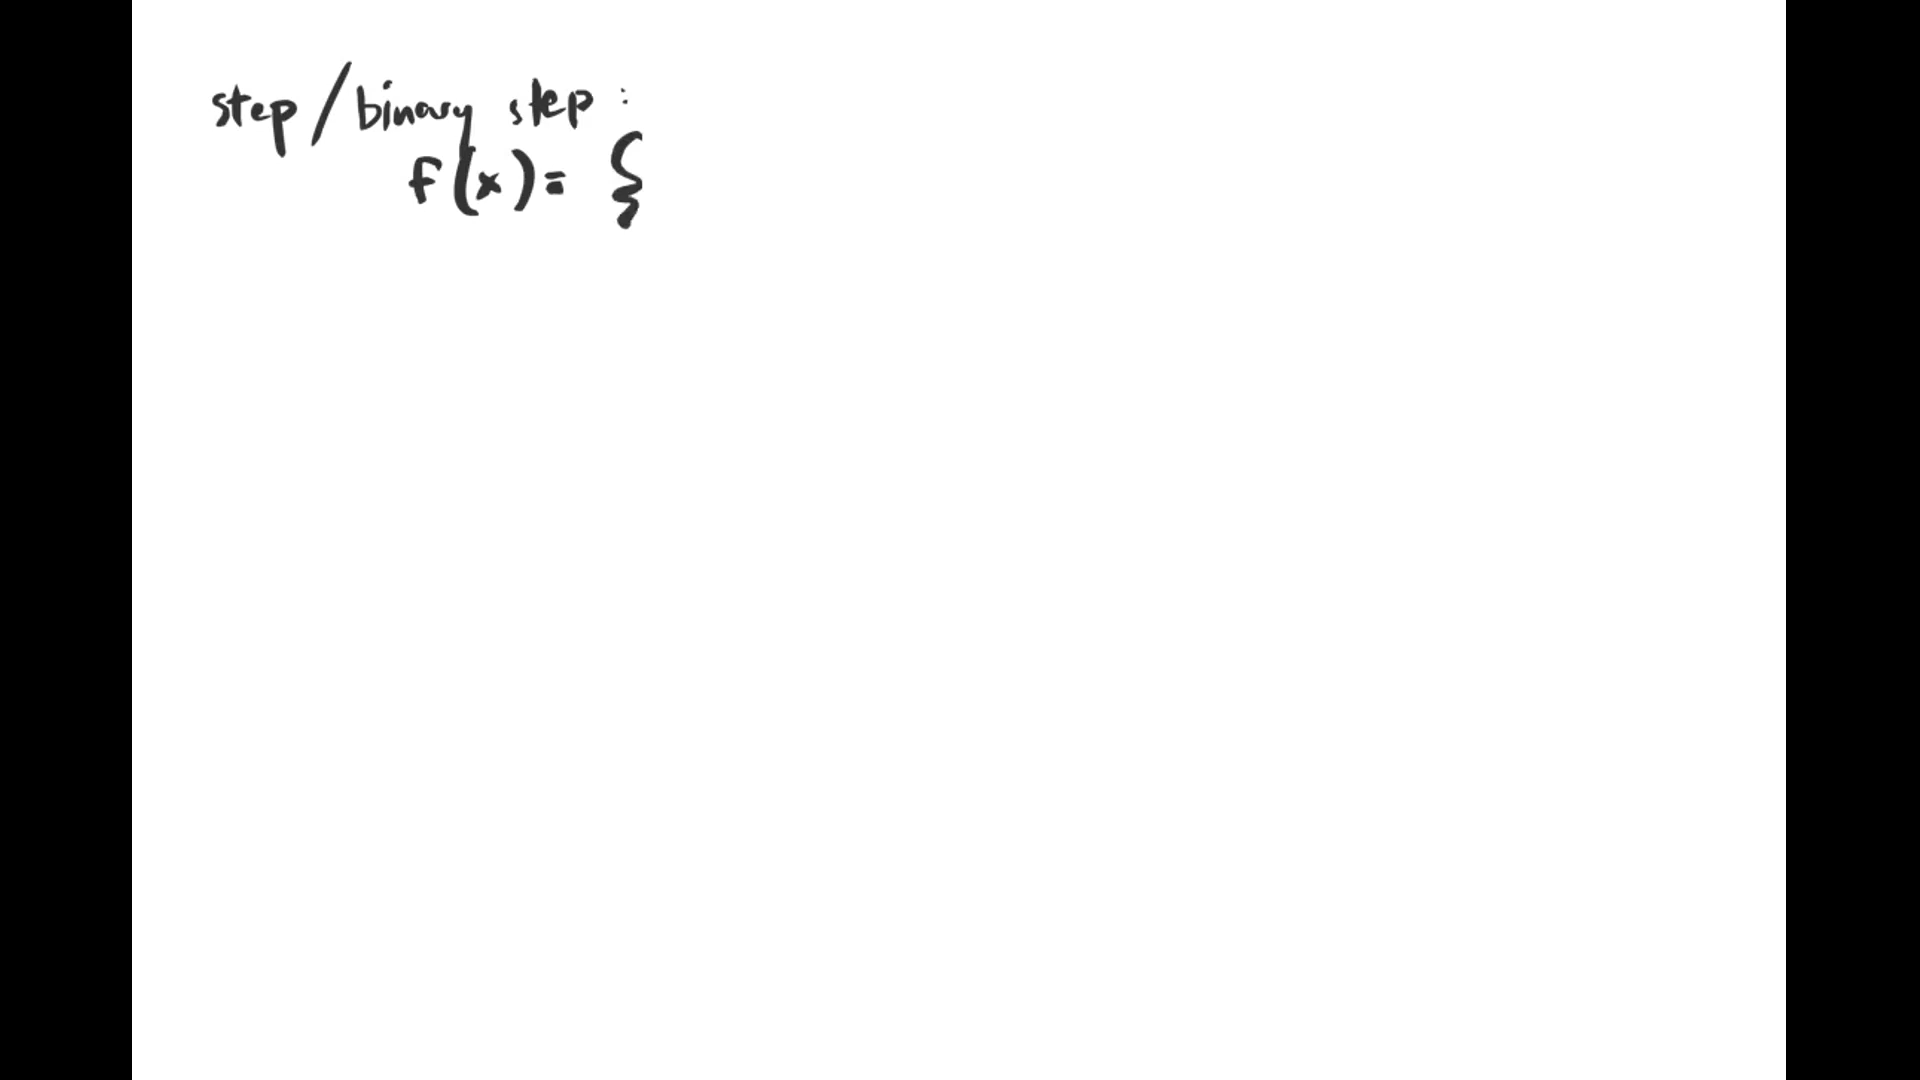 step / binary step :
f(x) = {